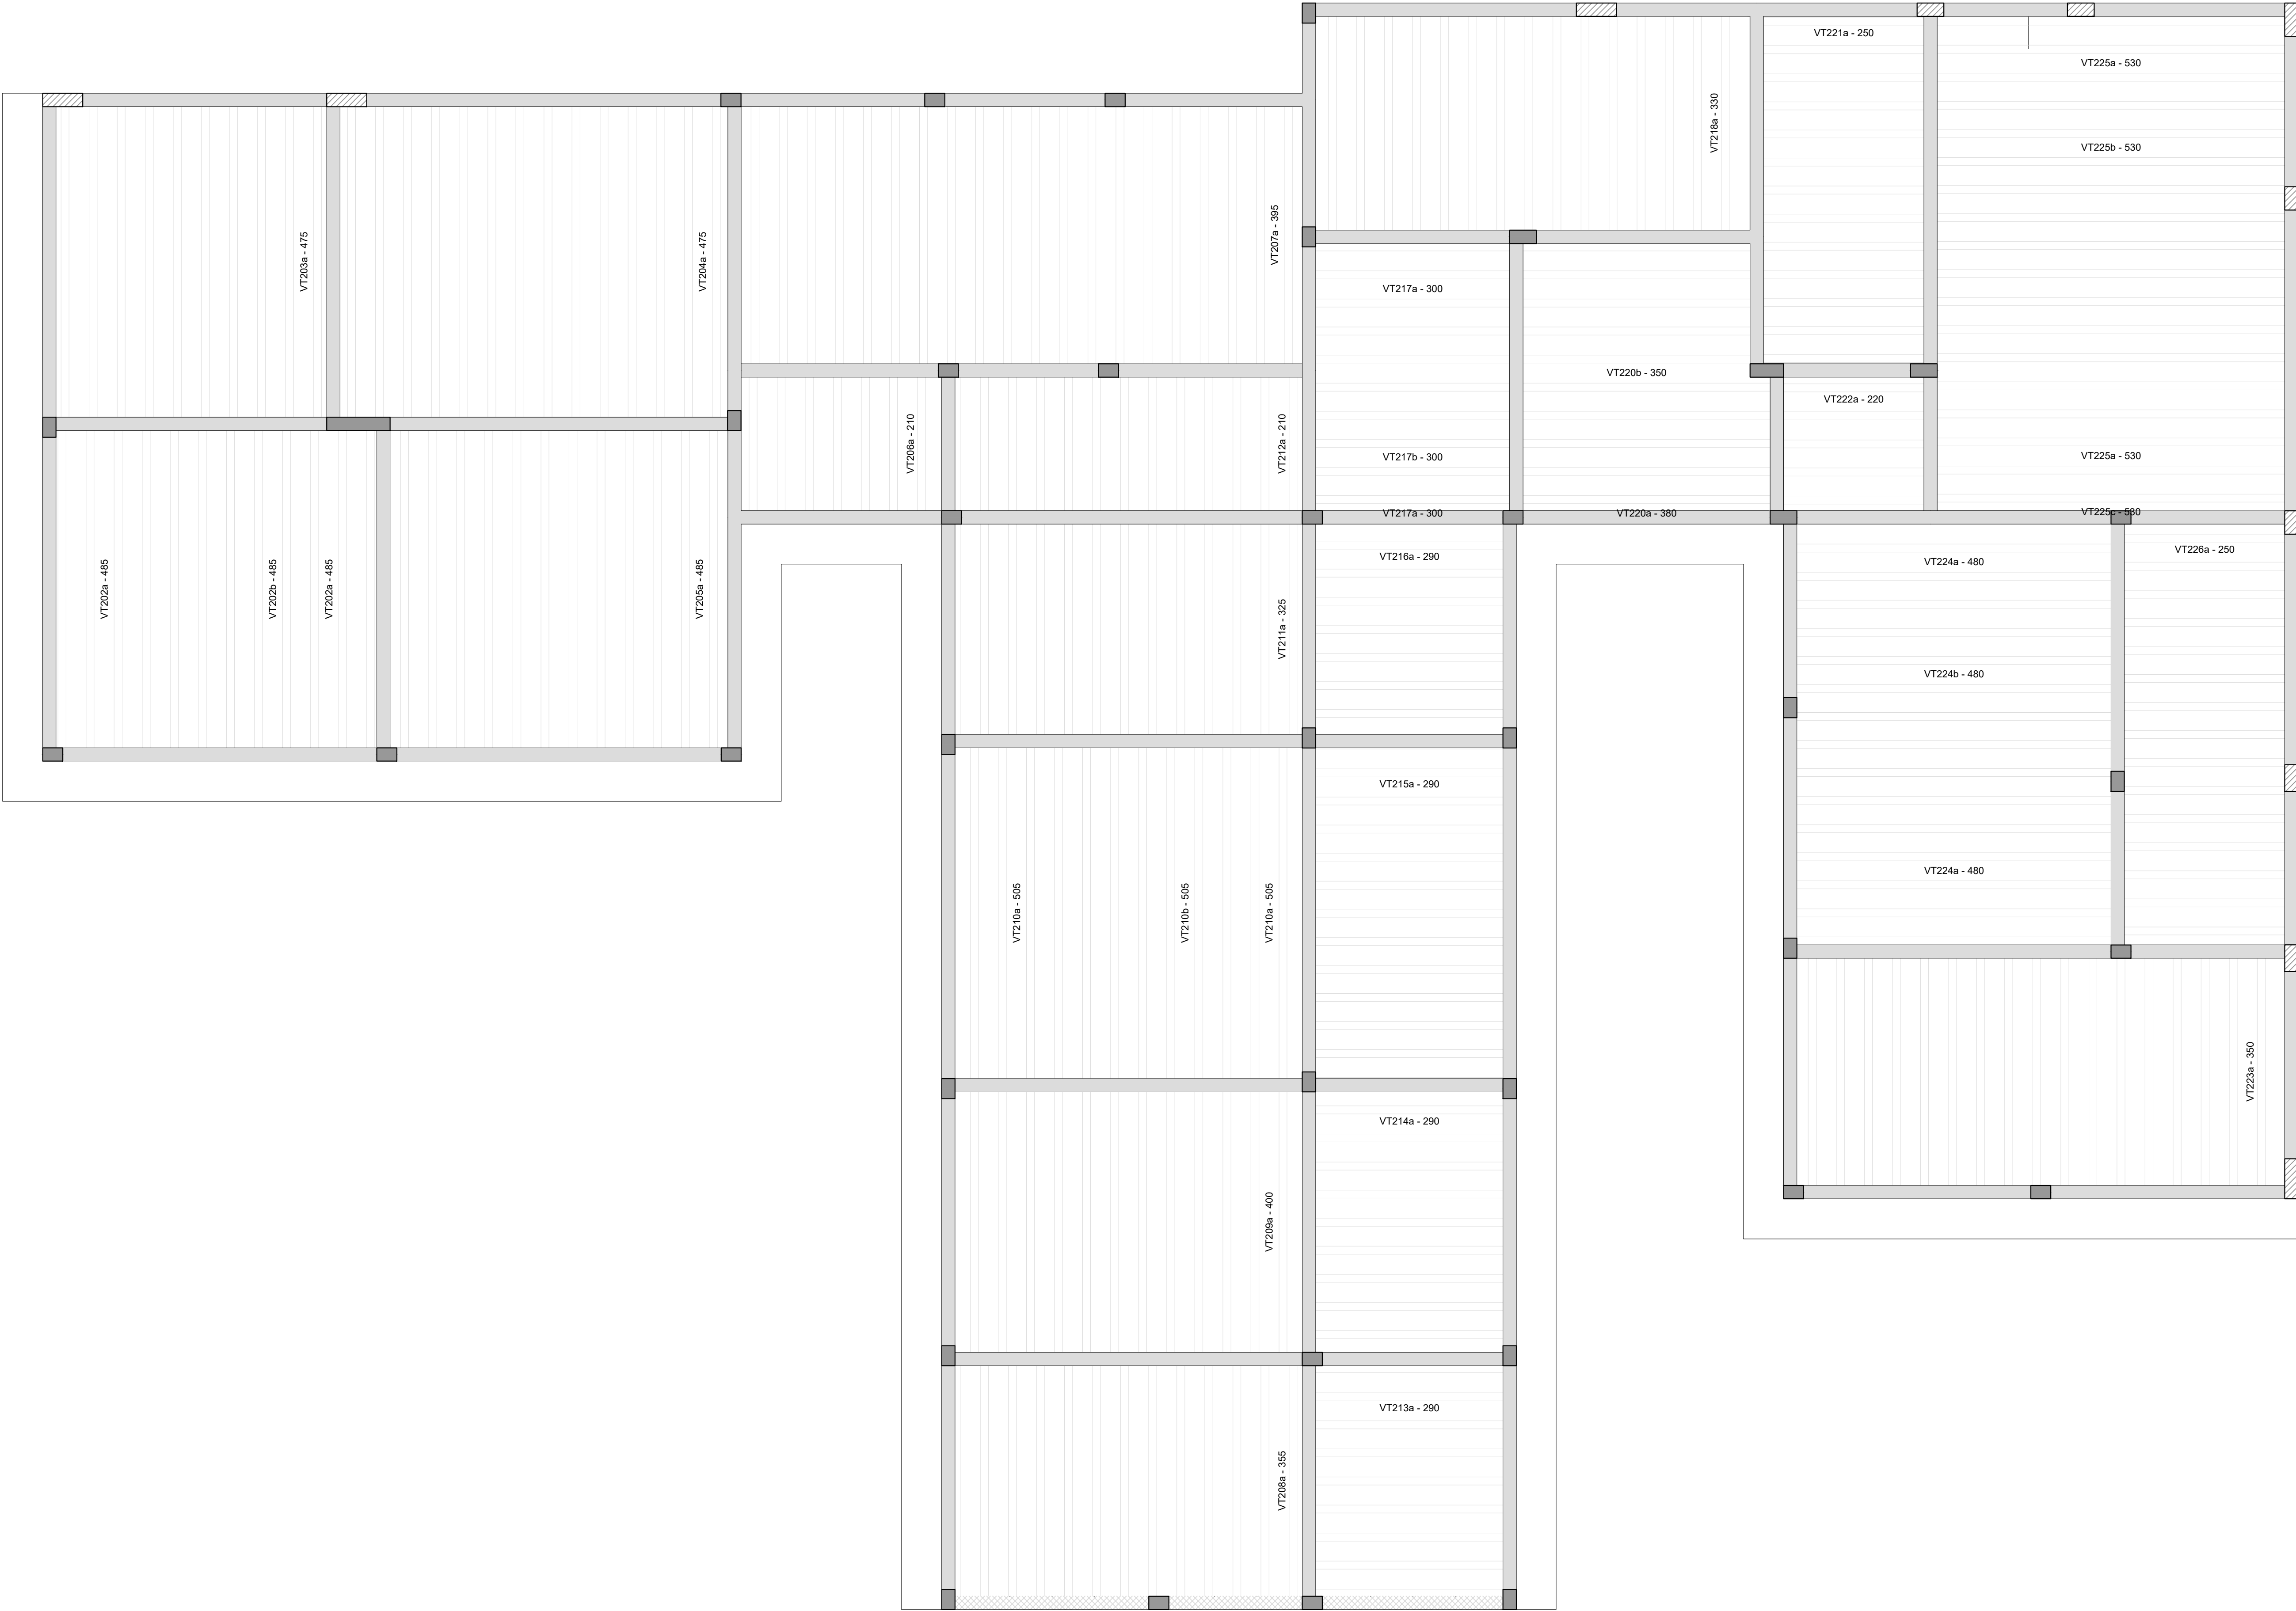 VT221a - 250
VT225a - 530
VT218a - 330
VT225b - 530
VT203a - 475
VT204a - 475
VT207a - 395
VT217a - 300
VT220b - 350
VT222a - 220
VT206a - 210
VT212a - 210
VT217b - 300
VT225a - 530
VT217a - 300
VT220a - 380
VT225c - 530
VT216a - 290
VT226a - 250
VT224a - 480
VT202a - 485
VT202b - 485
VT202a - 485
VT205a - 485
VT211a - 325
VT224b - 480
VT215a - 290
VT224a - 480
VT210a - 505
VT210b - 505
VT210a - 505
VT223a - 350
VT214a - 290
VT209a - 400
VT213a - 290
VT208a - 355